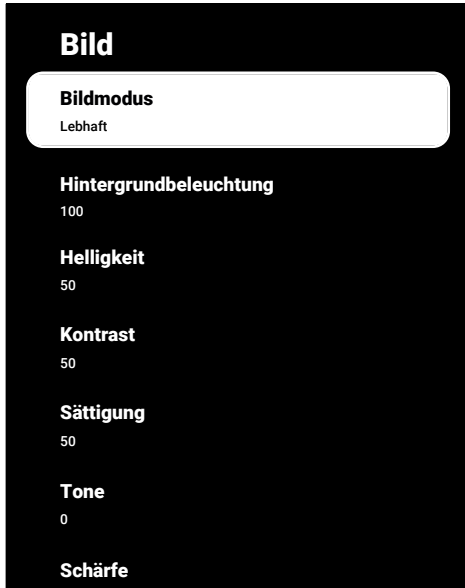 Bild
Bildmodus
Lebhaft
Hintergrundbeleuchtung
100
Helligkeit
50
Kontrast
50
Sättigung
50
Tone
0
Schärfe